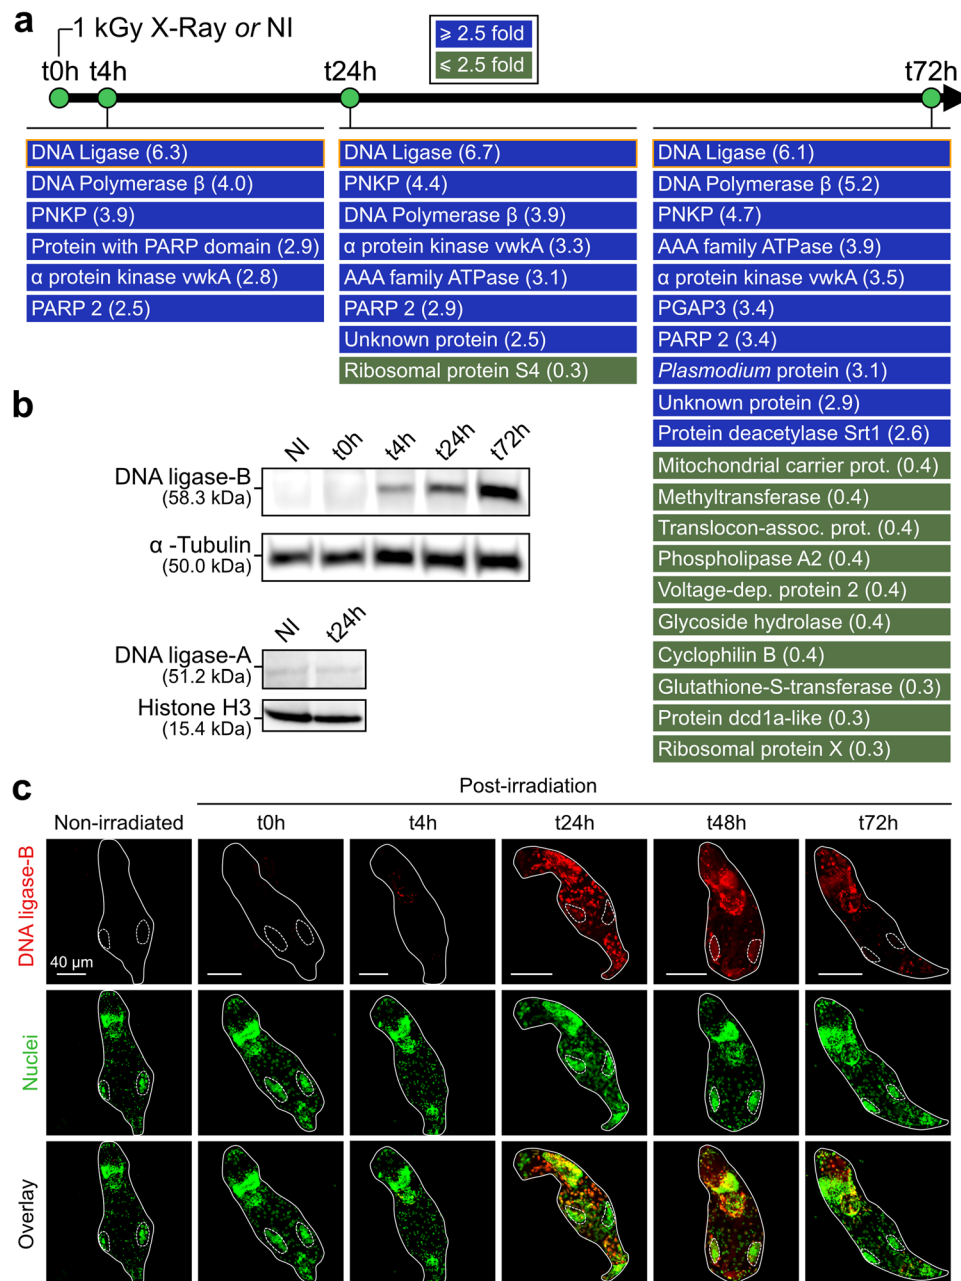 a
1 kGy X-Ray or NI
⩾ 2.5 fold
⩽ 2.5 fold
t0h
t4h
t24h
t72h
DNA Ligase (6.3)
DNA Polymerase β (4.0)
PNKP (3.9)
Protein with PARP domain (2.9)
α protein kinase vwkA (2.8)
PARP 2 (2.5)
DNA Ligase (6.7)
PNKP (4.4)
DNA Polymerase β (3.9)
α protein kinase vwkA (3.3)
AAA family ATPase (3.1)
PARP 2 (2.9)
Unknown protein (2.5)
Ribosomal protein S4 (0.3)
DNA Ligase (6.1)
DNA Polymerase β (5.2)
PNKP (4.7)
AAA family ATPase (3.9)
α protein kinase vwkA (3.5)
PGAP3 (3.4)
PARP 2 (3.4)
Plasmodium protein (3.1)
Unknown protein (2.9)
Protein deacetylase Srt1 (2.6)
Mitochondrial carrier prot. (0.4)
Methyltransferase (0.4)
Translocon-assoc. prot. (0.4)
Phospholipase A2 (0.4)
Voltage-dep. protein 2 (0.4)
Glycoside hydrolase (0.4)
Cyclophilin B (0.4)
Glutathione-S-transferase (0.3)
Protein dcd1a-like (0.3)
Ribosomal protein X (0.3)
b
NI t0h t4h t24h t72h
DNA ligase-B
(58.3 kDa)
α -Tubulin
(50.0 kDa)
NI t24h
DNA ligase-A
(51.2 kDa)
Histone H3
(15.4 kDa)
c
Post-irradiation
Non-irradiated t0h t4h t24h t48h t72h
DNA ligase-B
40 µm
Nuclei
Overlay